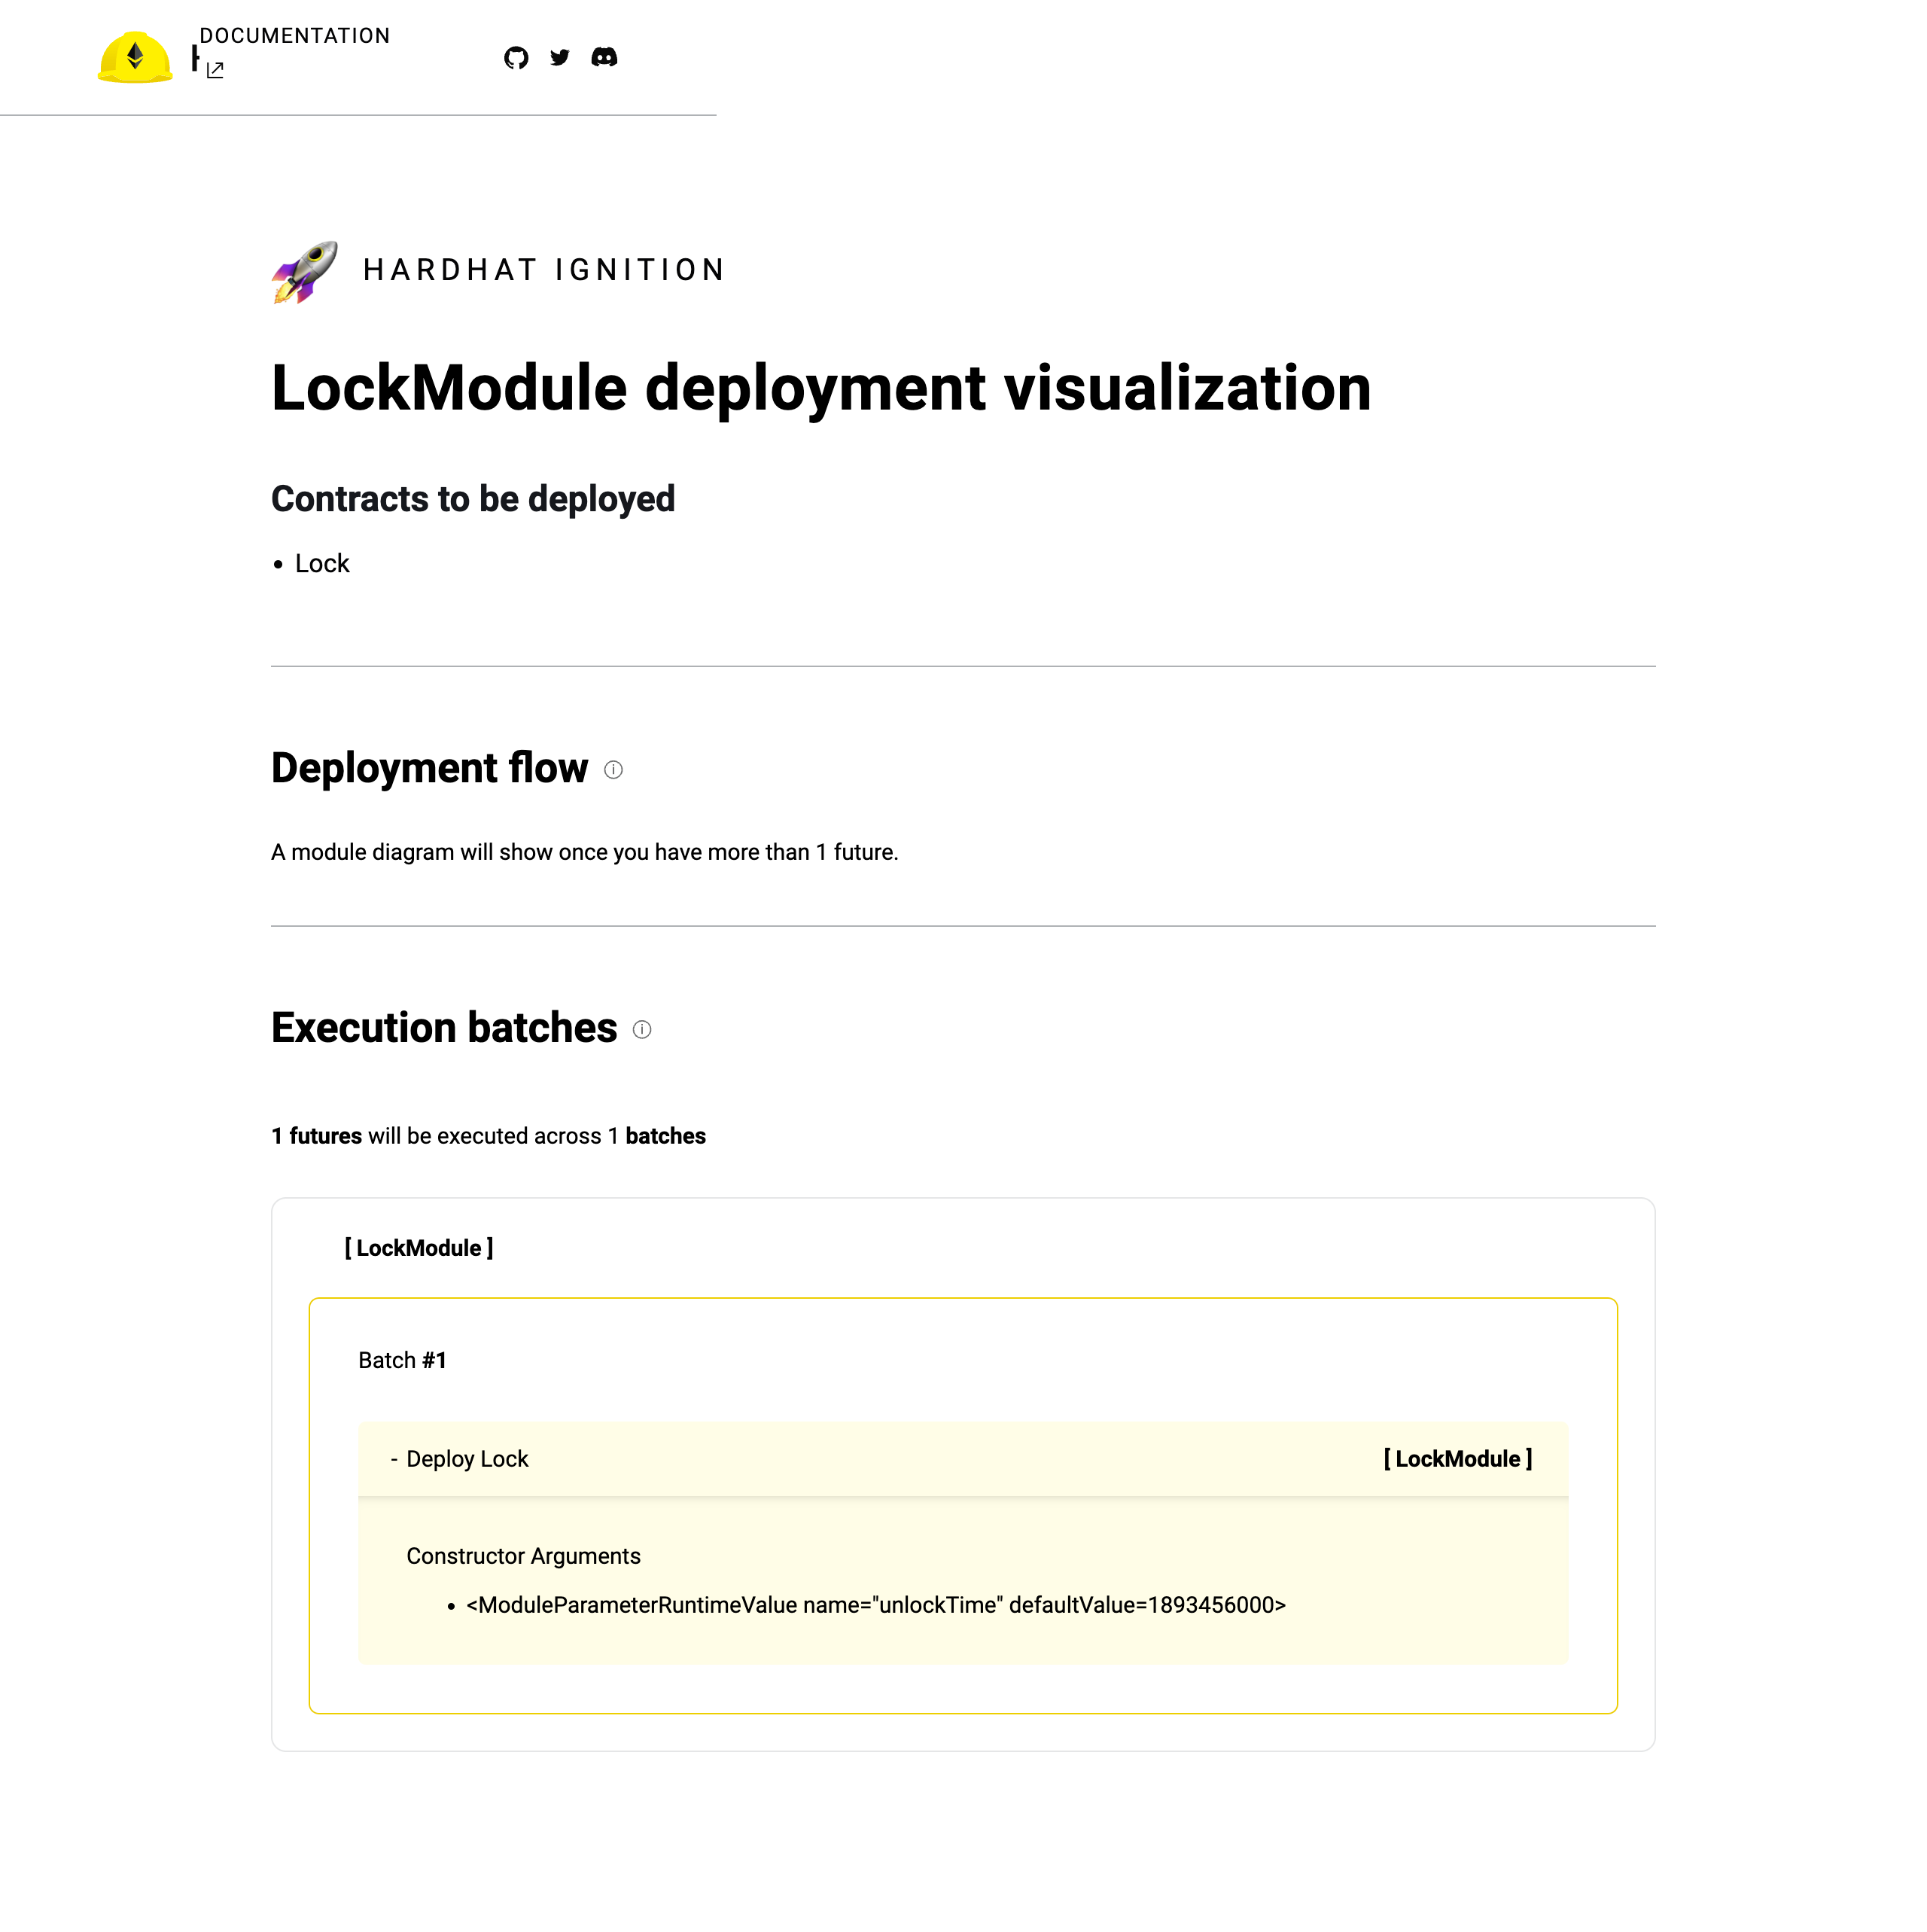 DOCUMENTATION
HARDHAT IGNITION
LockModule deployment visualization
Contracts to be deployed
• Lock
Deployment flow
A module diagram will show once you have more than 1 future.
Execution batches
1 futures will be executed across 1 batches
[ LockModule ]
Batch #1
- Deploy Lock [ LockModule ]
Constructor Arguments
• <ModuleParameterRuntimeValue name="unlockTime" defaultValue=1893456000>